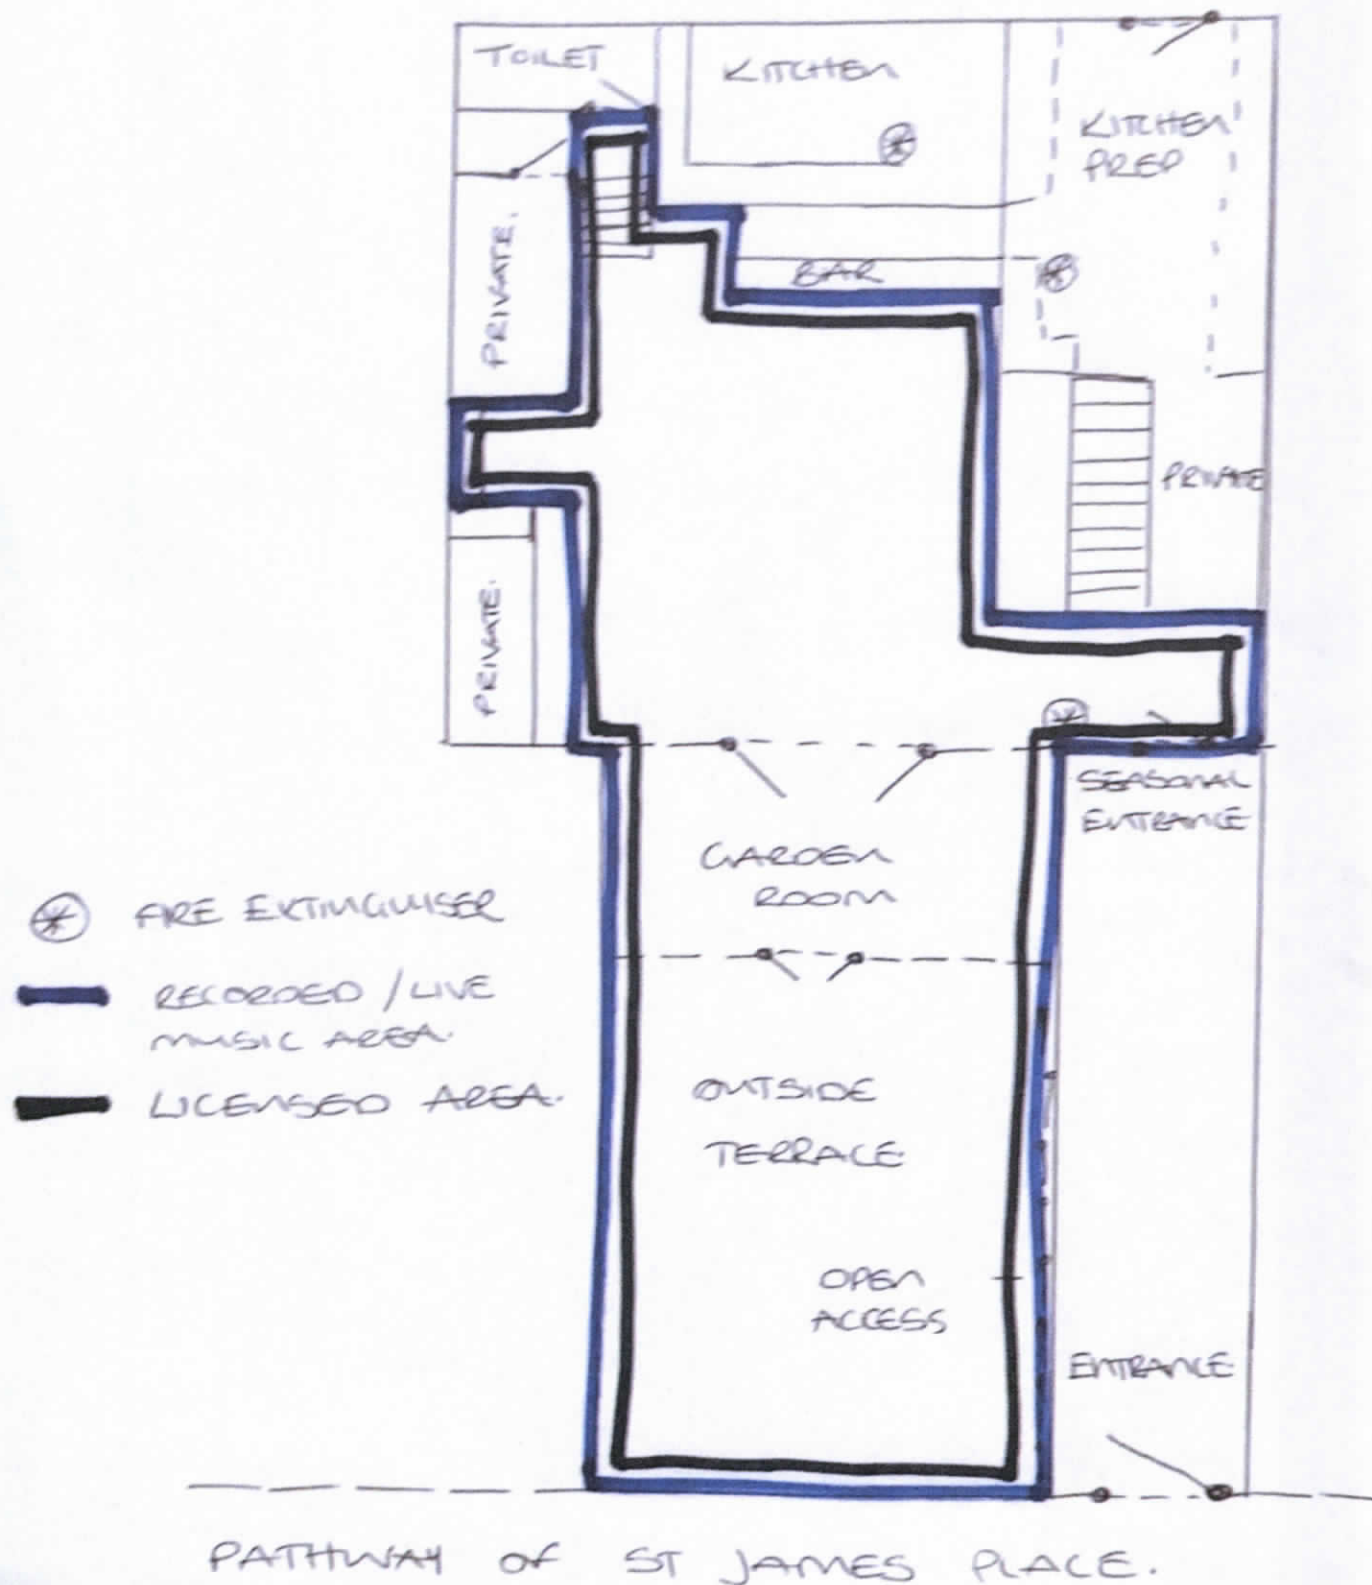 TOILET
KITCHEN
KITCHEN
PREP
PRIVATE.
BAR
PRIVATE
PRIVATE.
SEASONAL
ENTRANCE
GARDEN
ROOM
FIRE EXTINGUISER
RECORDED / LIVE
MUSIC AREA.
LICENSED AREA.
OUTSIDE
TERRACE
OPEN
ACCESS
ENTRANCE
PATHWAY OF ST JAMES PLACE.